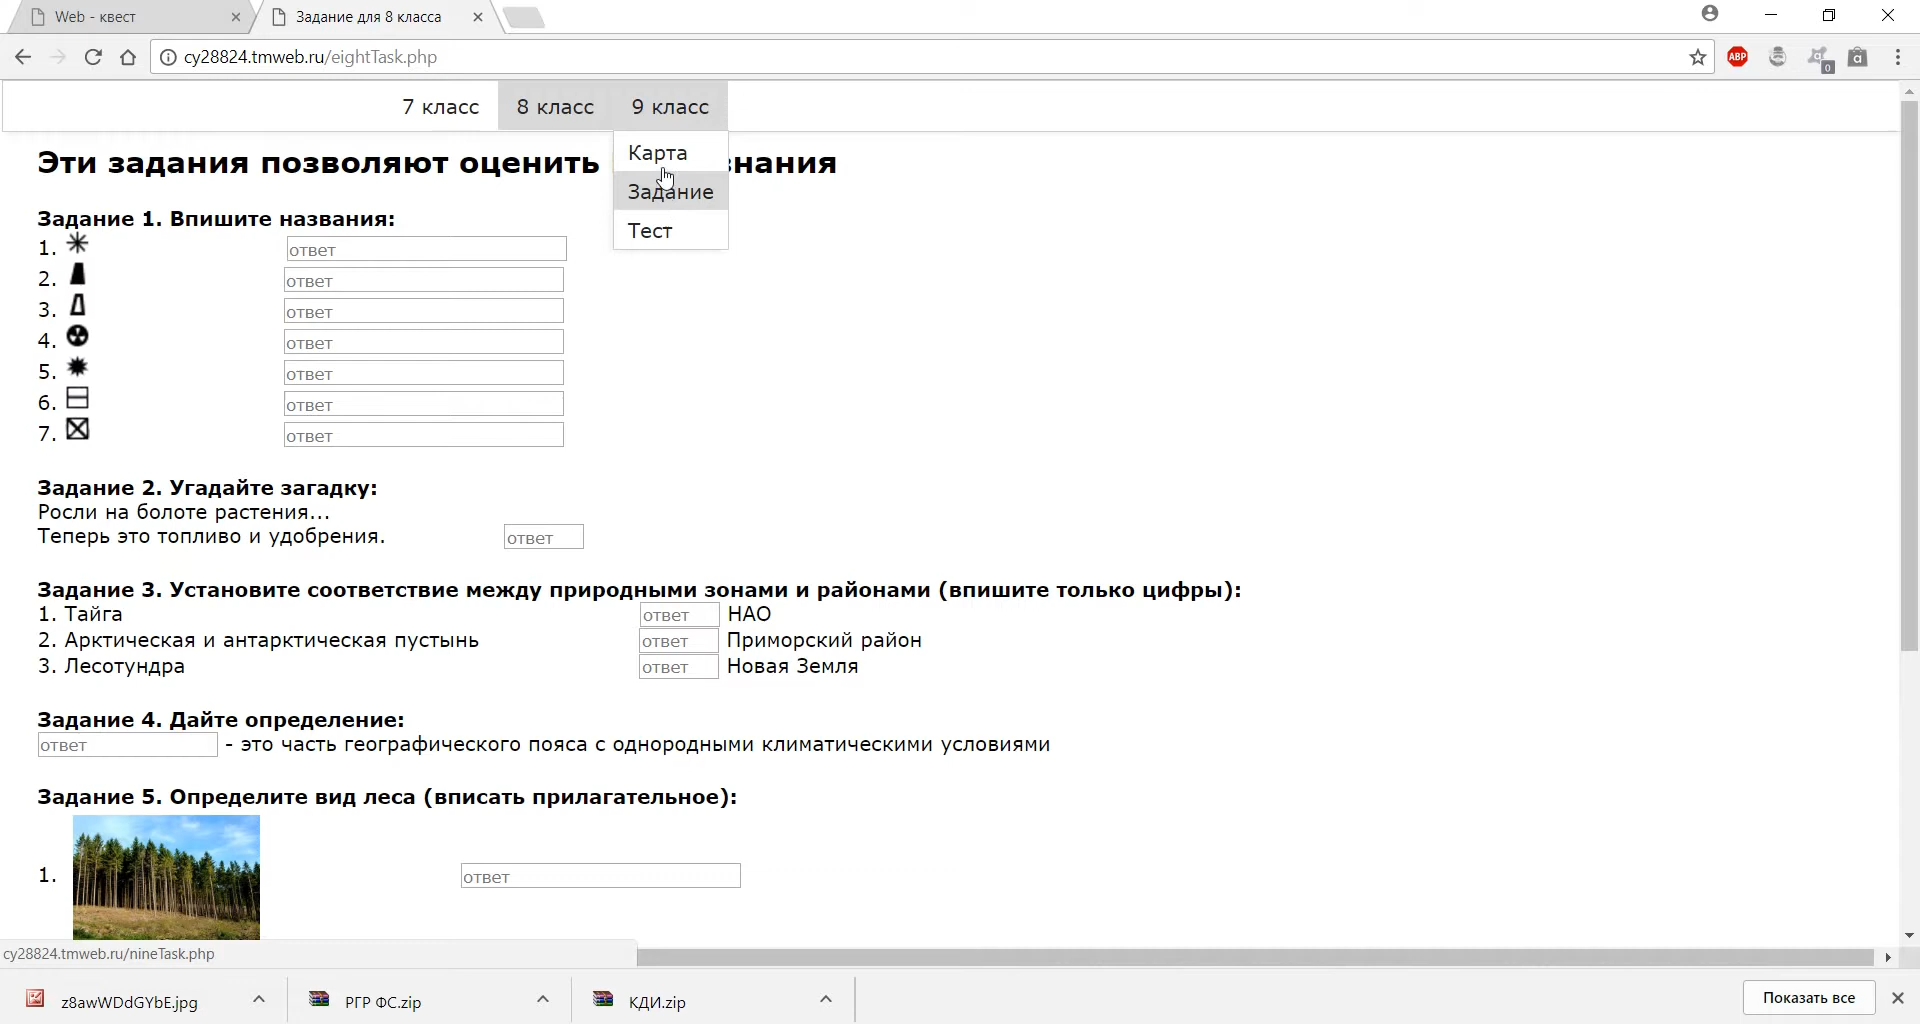 Web - квест
Задание для 8 класса
cy28824.tmweb.ru/eightTask.php
ABP
0
a
7 класс
8 класс
9 класс
Карта
Задание
Тест
Эти задания позволяют оценить знания
Задание 1. Впишите названия:
1. ответ
2. ответ
3. ответ
4. ответ
5. ответ
6. ответ
7. ответ
Задание 2. Угадайте загадку:
Росли на болоте растения...
Теперь это топливо и удобрения. ответ
Задание 3. Установите соответствие между природными зонами и районами (впишите только цифры):
1. Тайга ответ НАО
2. Арктическая и антарктическая пустынь ответ Приморский район
3. Лесотундра ответ Новая Земля
Задание 4. Дайте определение:
ответ - это часть географического пояса с однородными климатическими условиями
Задание 5. Определите вид леса (вписать прилагательное):
1. ответ
cy28824.tmweb.ru/nineTask.php
z8awWDdGYbE.jpg
РГР ФС.zip
КДИ.zip
Показать все